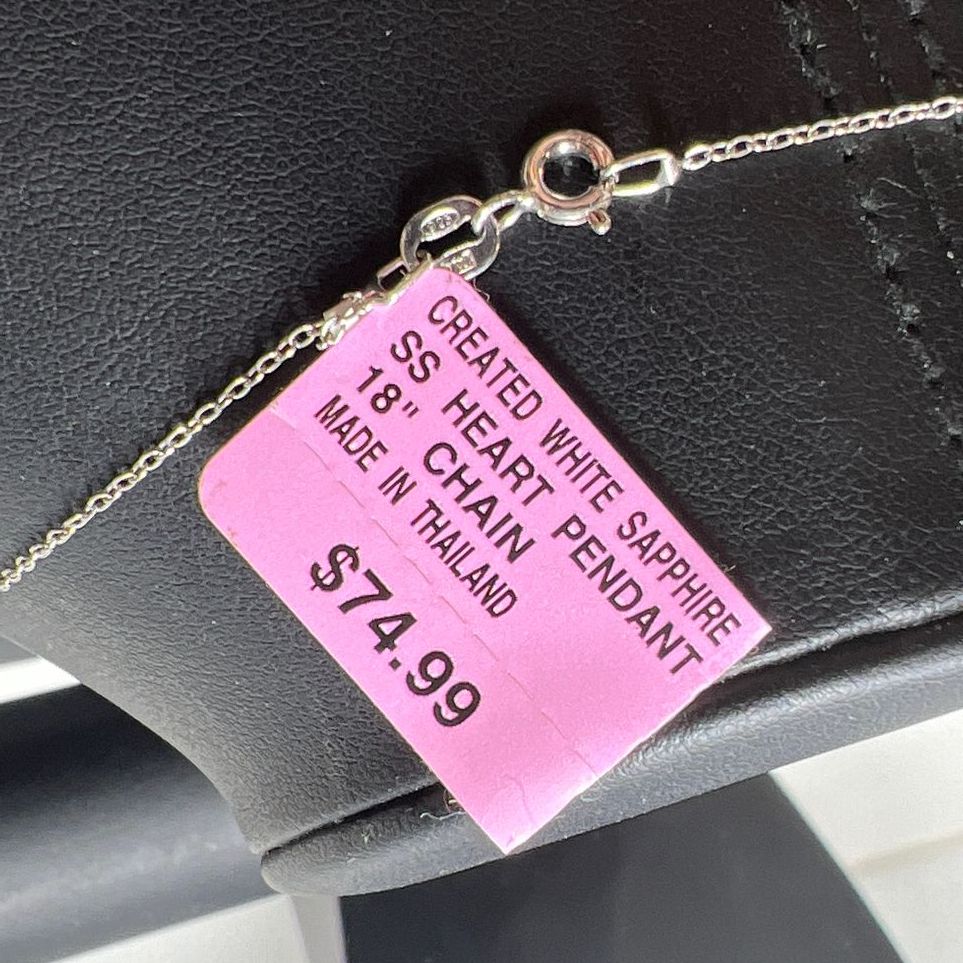 CREATED WHITE SAPPHIRE
SS HEART PENDANT
18" CHAIN
MADE IN THAILAND
$74.99